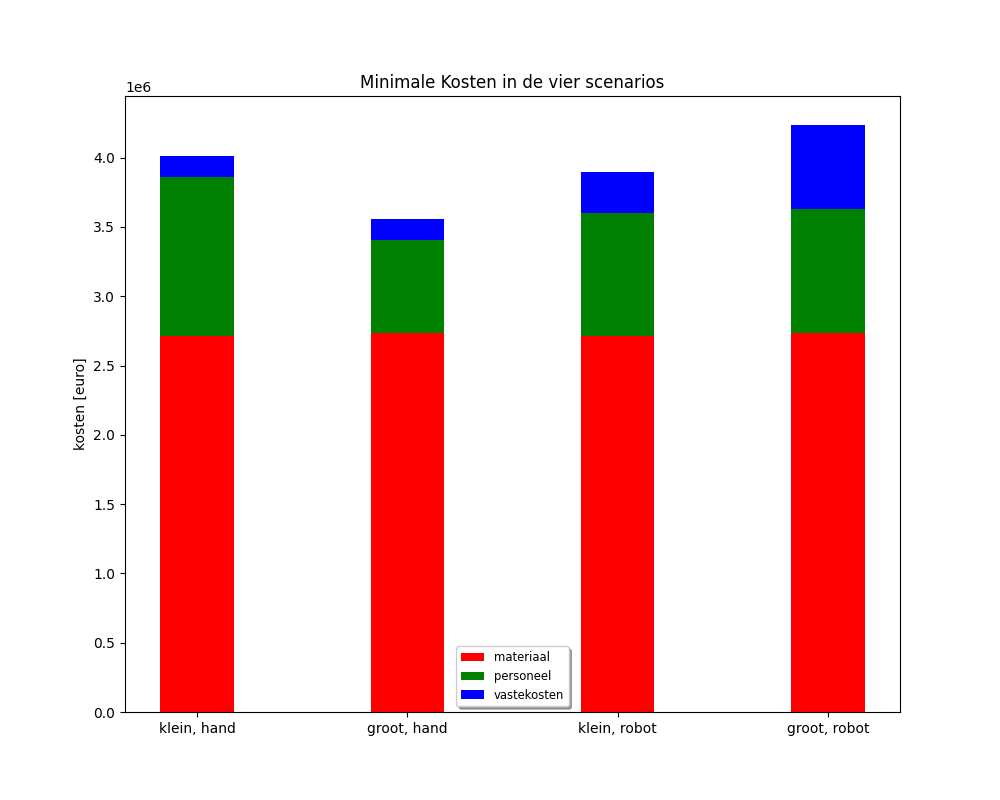 Minimale Kosten in de vier scenarios
1e6
kosten [euro]
4.0
3.5
3.0
2.5
2.0
1.5
1.0
0.5
0.0
materiaal
personeel
vastekosten
klein, hand
groot, hand
klein, robot
groot, robot